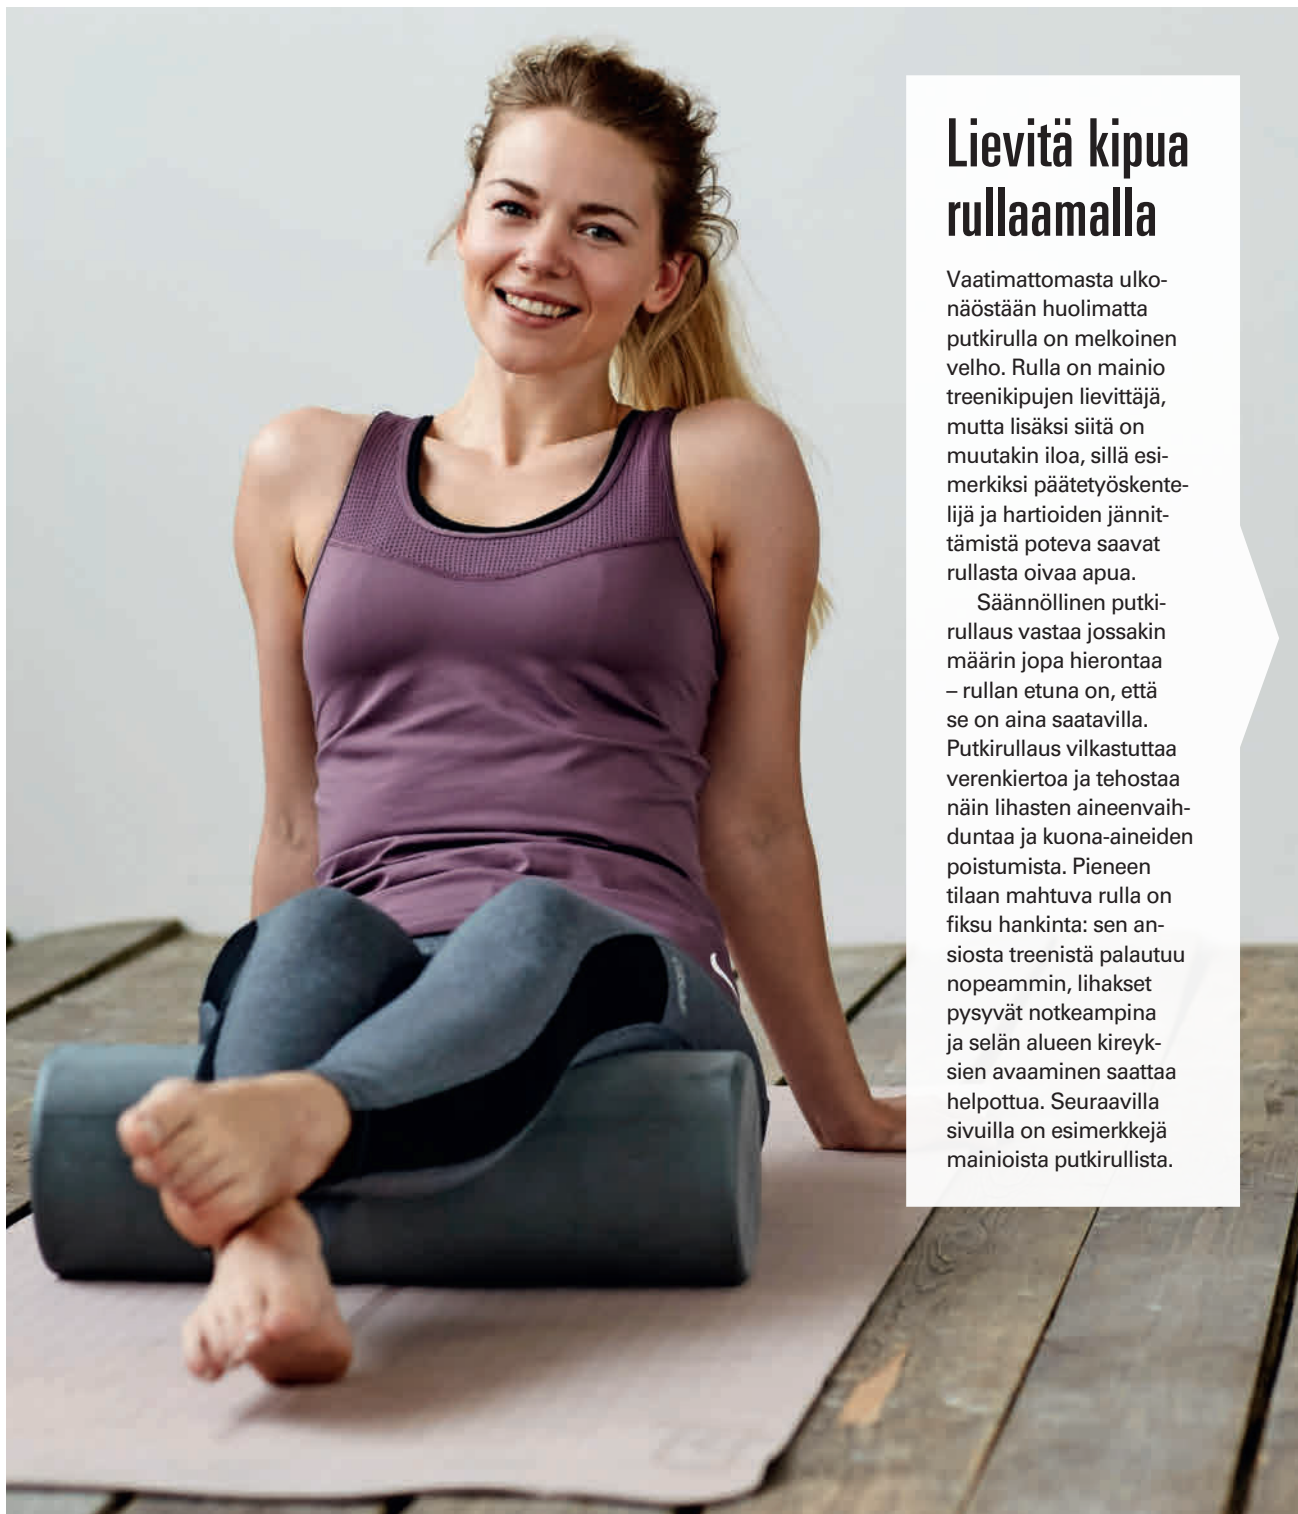 Lievitä kipua
rullaamalla
Vaatimattomasta ulko-
näöstään huolimatta
putkirulla on melkoinen
velho. Rulla on mainio
treenikipujen lievittäjä,
mutta lisäksi siitä on
muutakin iloa, sillä esi-
merkiksi päätetyöskente-
lijä ja hartioiden jännit-
tämistä poteva saavat
rullasta oivaa apua.
Säännöllinen putki-
rullaus vastaa jossakin
määrin jopa hierontaa
– rullan etuna on, että
se on aina saatavilla.
Putkirullaus vilkastuttaa
verenkiertoa ja tehostaa
näin lihasten aineenvaih-
duntaa ja kuona-aineiden
poistumista. Pieneen
tilaan mahtuva rulla on
fiksu hankinta: sen an-
siosta treenistä palautuu
nopeammin, lihakset
pysyvät notkeampina
ja selän alueen kireyk-
sien avaaminen saattaa
helpottua. Seuraavilla
sivuilla on esimerkkejä
mainioista putkirullista.